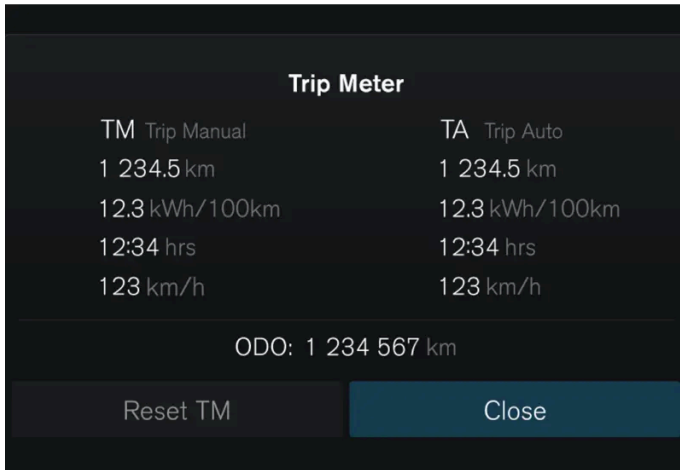 Trip Meter
TM Trip Manual
TA Trip Auto
1 234.5 km
1 234.5 km
12.3 kWh/100km
12.3 kWh/100km
12:34 hrs
12:34 hrs
123 km/h
123 km/h
ODO: 1 234 567 km
Reset TM
Close